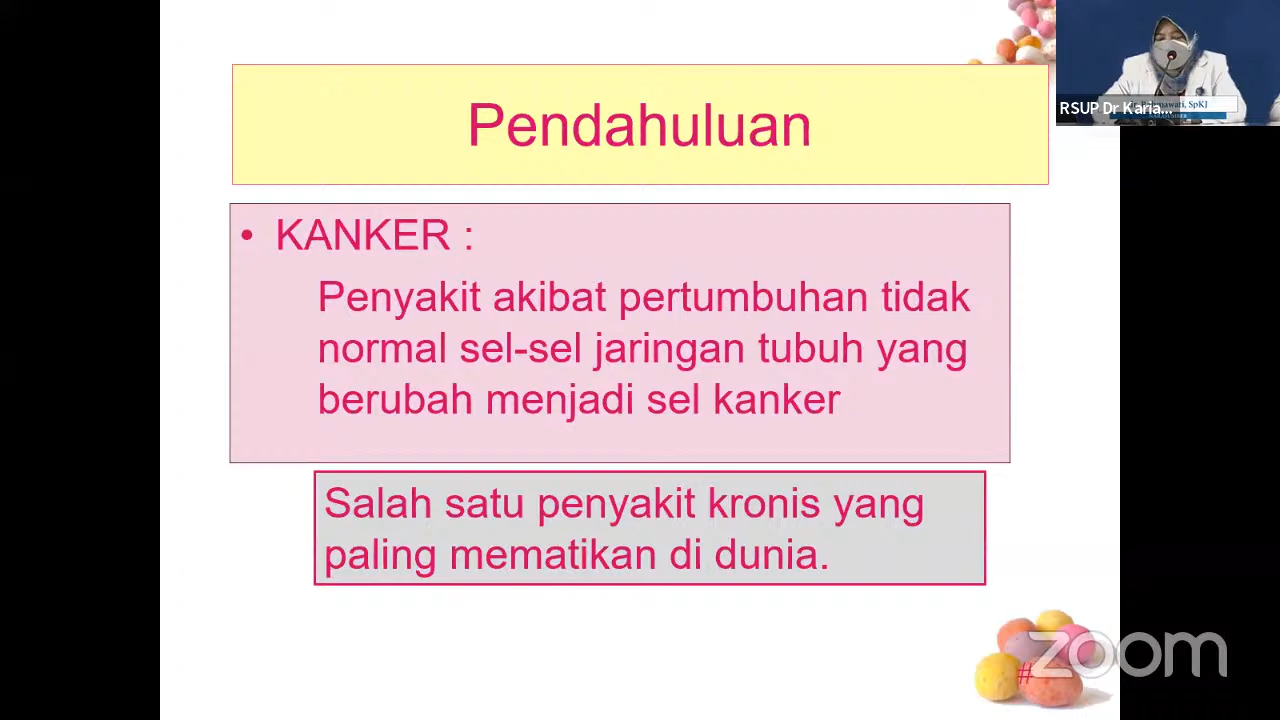 Pendahuluan
• KANKER :
Penyakit akibat pertumbuhan tidak
normal sel-sel jaringan tubuh yang
berubah menjadi sel kanker
Salah satu penyakit kronis yang
paling mematikan di dunia.
RSUP Dr Karia...
SpKJ
zoom
#